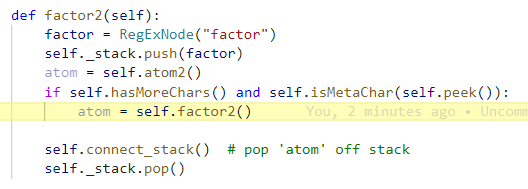 def factor2(self):
    factor = RegExNode("factor")
    self._stack.push(factor)
    atom = self.atom2()
    if self.hasMoreChars() and self.isMetaChar(self.peek()):
        atom = self.factor2()        You, 2 minutes ago • Uncomm
    self.connect_stack()  # pop 'atom' off stack
    self._stack.pop()